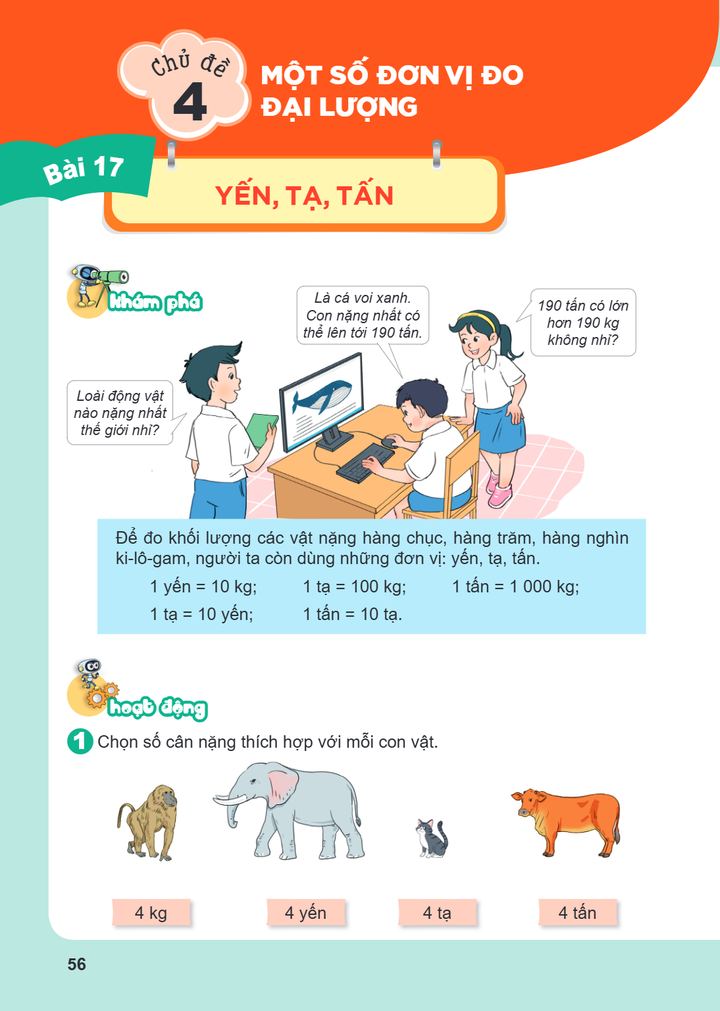 Chủ đề
4
MỘT SỐ ĐƠN VỊ ĐO
ĐẠI LƯỢNG
Bài 17
YẾN, TẠ, TẤN
khám phá
Loài động vật
nào nặng nhất
thế giới nhỉ?
Là cá voi xanh.
Con nặng nhất có
thể lên tới 190 tấn.
190 tấn có lớn
hơn 190 kg
không nhỉ?
Để đo khối lượng các vật nặng hàng chục, hàng trăm, hàng nghìn
ki-lô-gam, người ta còn dùng những đơn vị: yến, tạ, tấn.
1 yến = 10 kg; 1 tạ = 100 kg; 1 tấn = 1 000 kg;
1 tạ = 10 yến; 1 tấn = 10 tạ.
hoạt động
1 Chọn số cân nặng thích hợp với mỗi con vật.
4 kg 4 yến 4 tạ 4 tấn
56